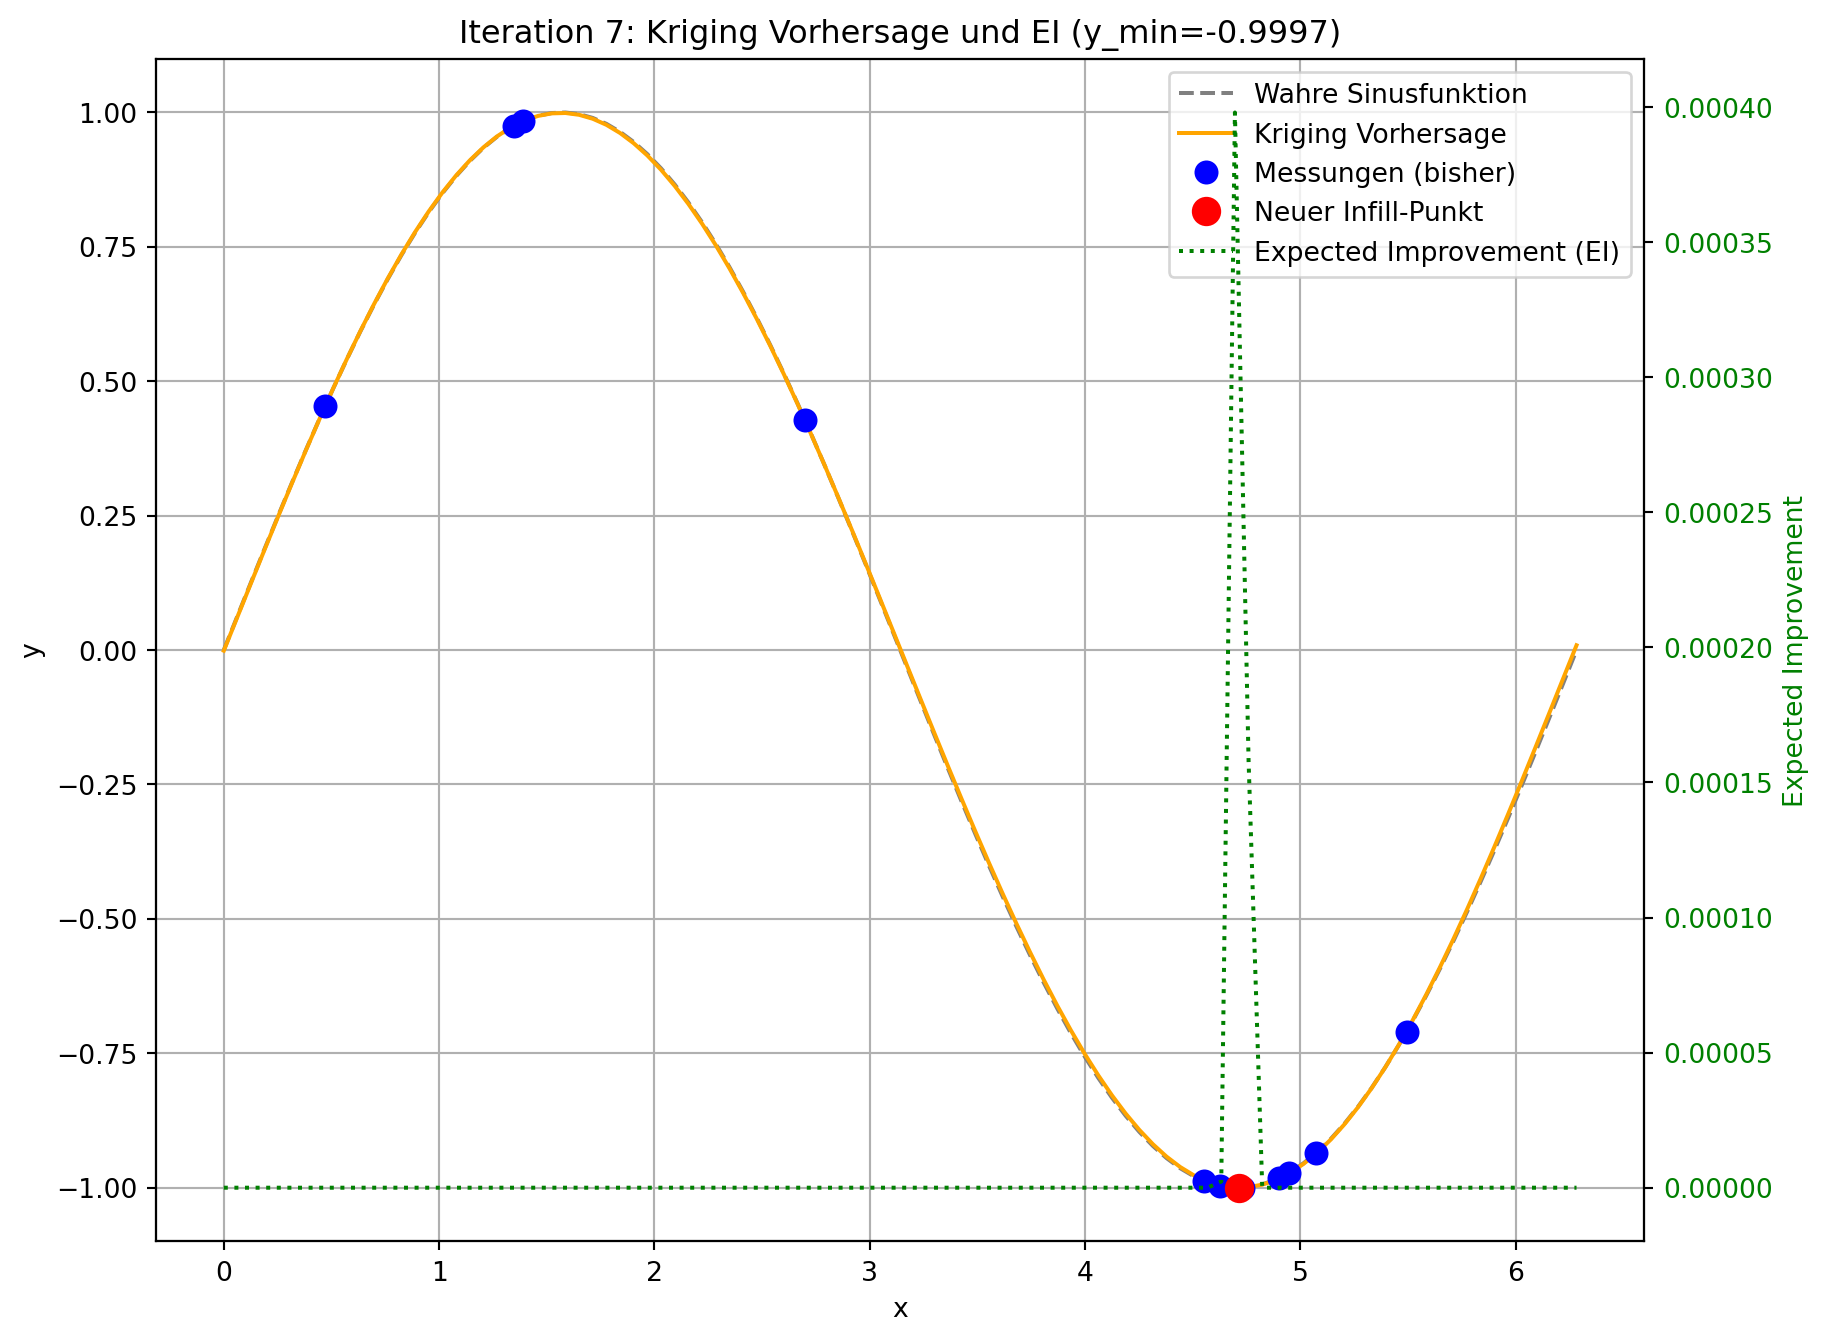 Iteration 7: Kriging Vorhersage und EI (y_min=-0.9997)
Wahre Sinusfunktion
Kriging Vorhersage
Messungen (bisher)
Neuer Infill-Punkt
Expected Improvement (EI)
1.00
0.75
0.50
0.25
0.00
−0.25
−0.50
−0.75
−1.00
y
0.00040
0.00035
0.00030
0.00025
0.00020
0.00015
0.00010
0.00005
0.00000
Expected Improvement
0 1 2 3 4 5 6
x